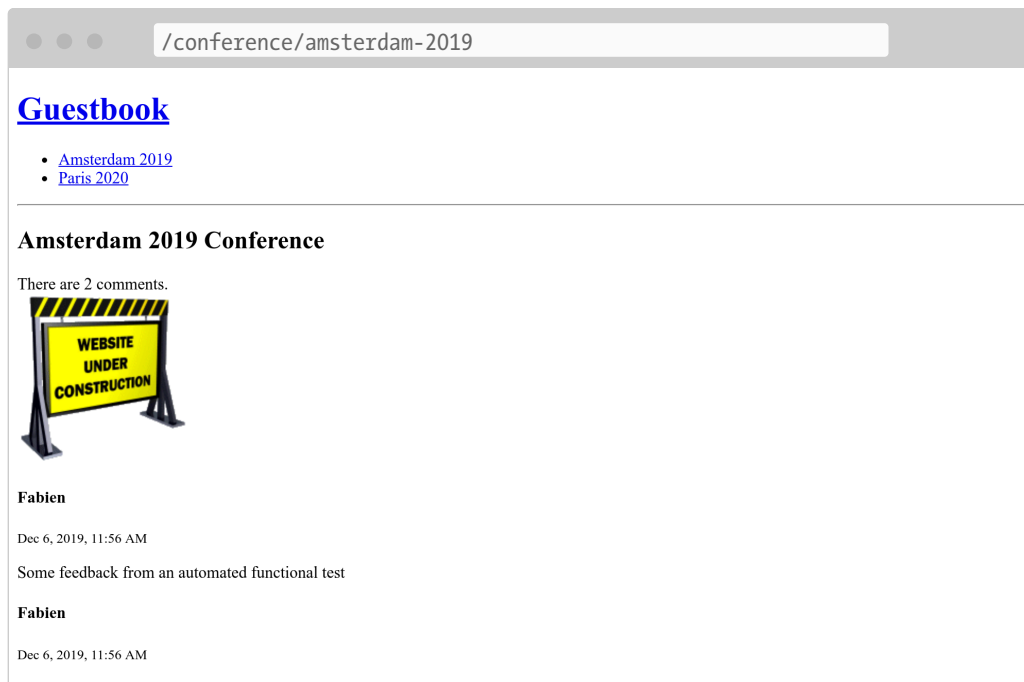 /conference/amsterdam-2019
Guestbook
Amsterdam 2019
Paris 2020
Amsterdam 2019 Conference
There are 2 comments.
WEBSITE
UNDER
CONSTRUCTION
Fabien
Dec 6, 2019, 11:56 AM
Some feedback from an automated functional test
Fabien
Dec 6, 2019, 11:56 AM